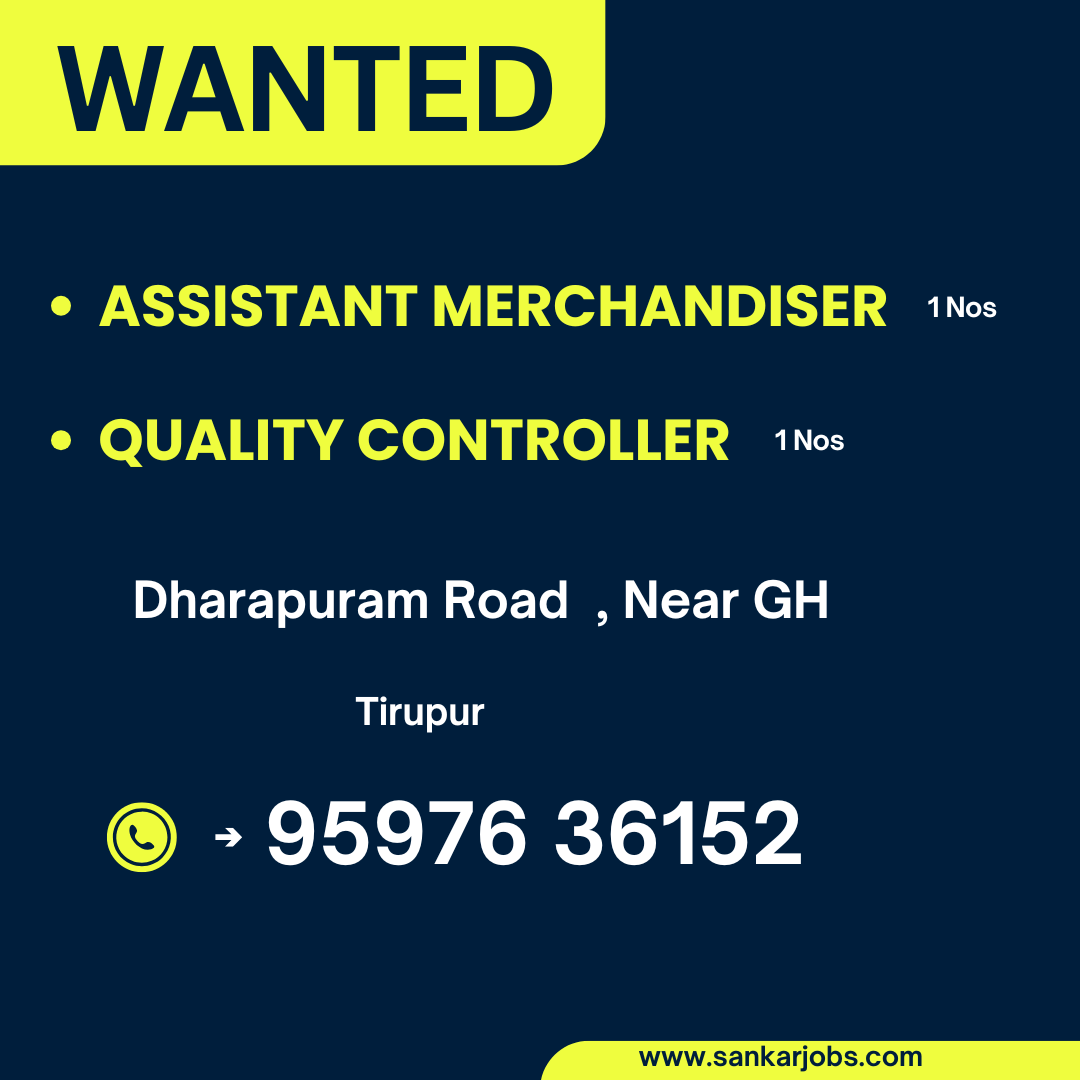 WANTED
• ASSISTANT MERCHANDISER 1 Nos
• QUALITY CONTROLLER 1 Nos
Dharapuram Road , Near GH
Tirupur
➔ 95976 36152
www.sankarjobs.com